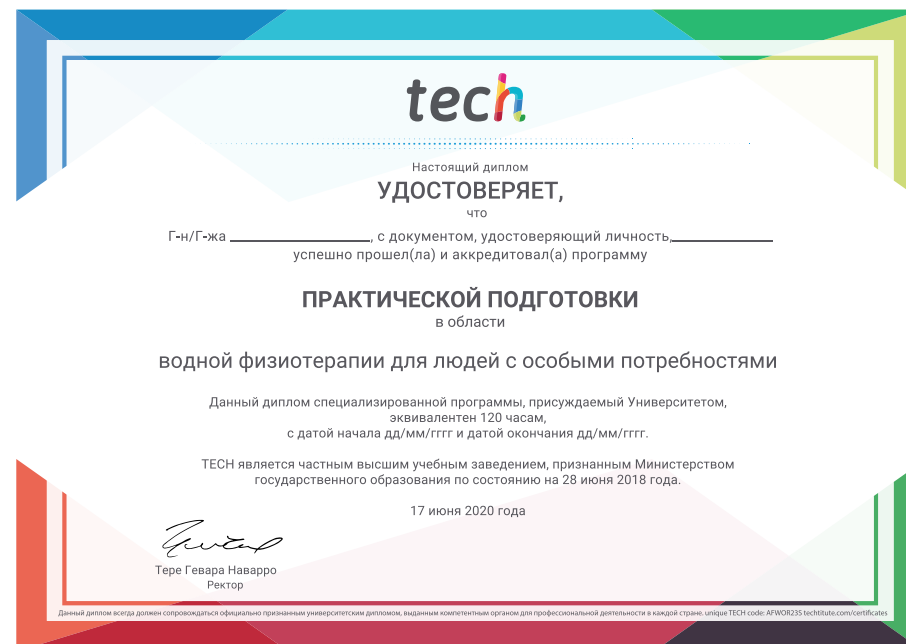 tech
Настоящий диплом
УДОСТОВЕРЯЕТ,
что
Г-н/Г-жа ____________________, с документом, удостоверяющий личность,_______________
успешно прошел(ла) и аккредитовал(а) программу
ПРАКТИЧЕСКОЙ ПОДГОТОВКИ
в области
водной физиотерапии для людей с особыми потребностями
Данный диплом специализированной программы, присуждаемый Университетом,
эквивалентен 120 часам,
с датой начала дд/мм/гггг и датой окончания дд/мм/гггг.
TECH является частным высшим учебным заведением, признанным Министерством
государственного образования по состоянию на 28 июня 2018 года.
17 июня 2020 года
Тере Гевара Наварро
Ректор
Данный диплом всегда должен сопровождаться официально признанным университетским дипломом, выданным компетентным органом для профессиональной деятельности в каждой стране. unique TECH code: AFWOR23S techtitute.com/certificates